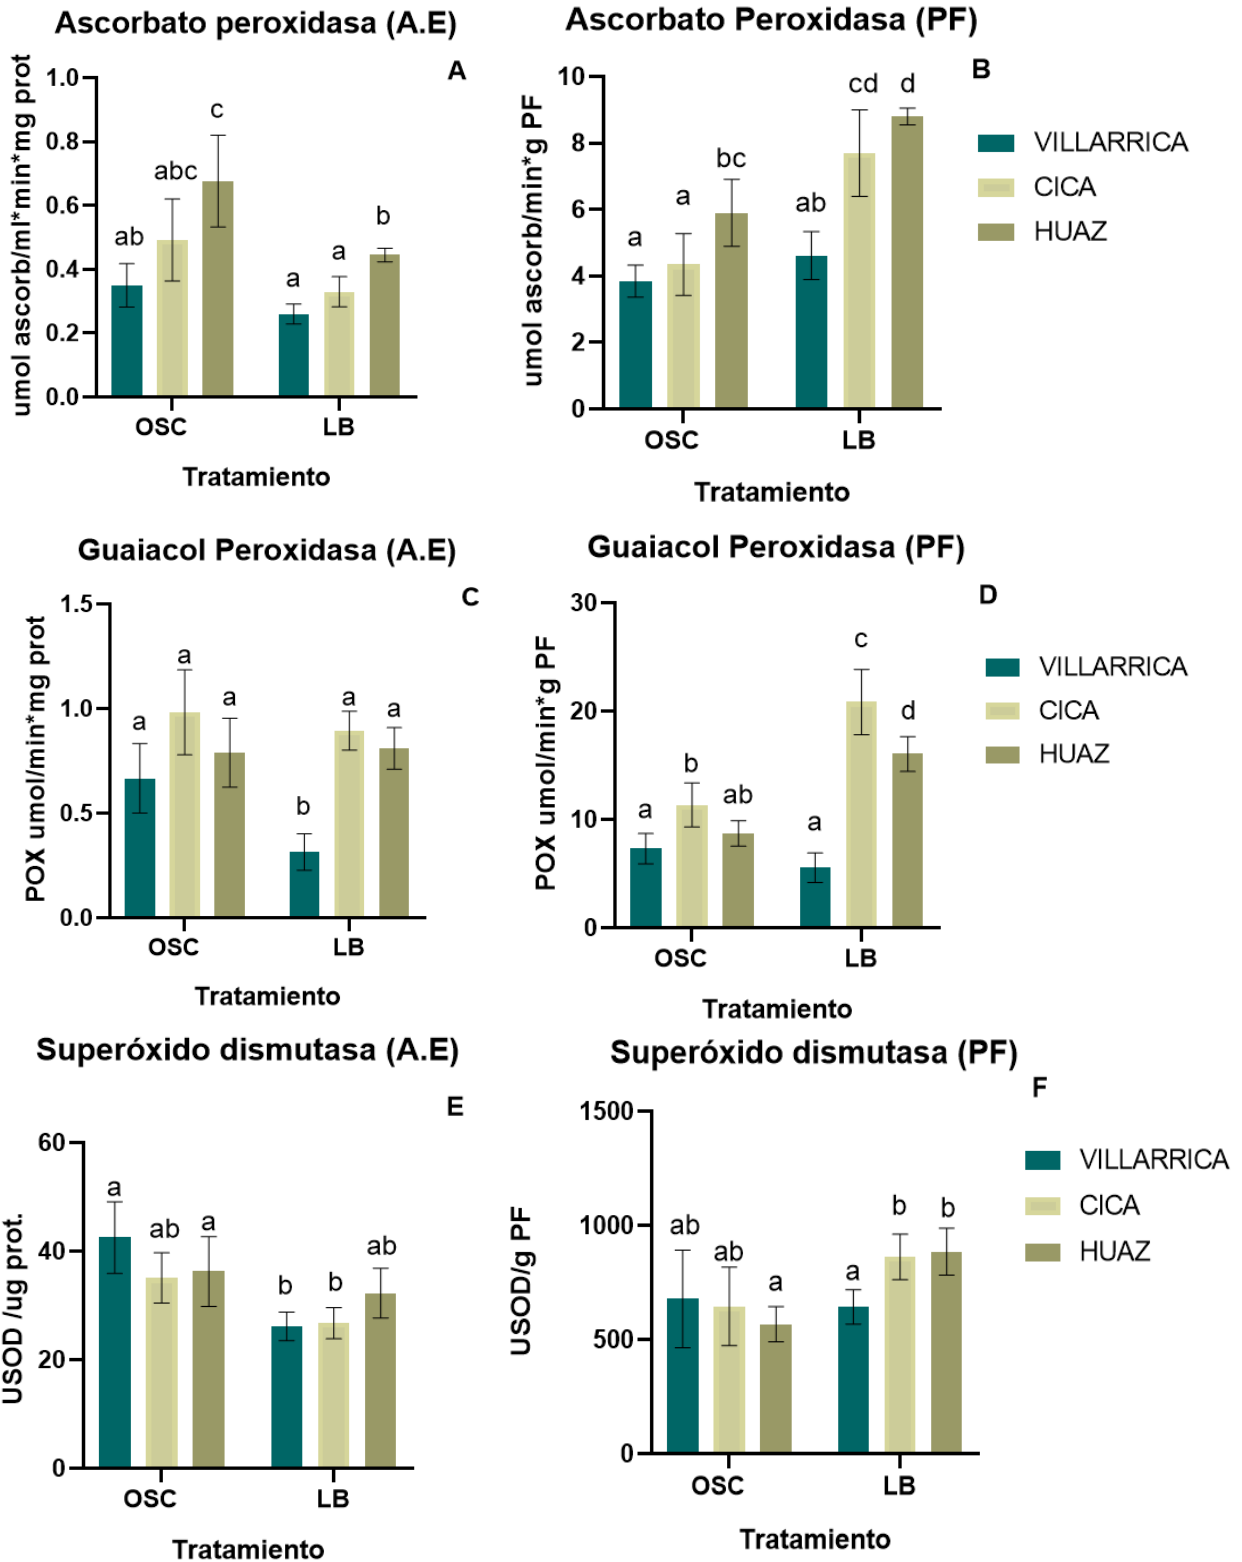 Ascorbato peroxidasa (A.E)
A
umol ascorb/ml*min*mg prot
1.0
0.8
0.6
0.4
0.2
0.0
ab
abc
c
a
a
b
OSC
LB
Tratamiento
Ascorbato Peroxidasa (PF)
B
umol ascorb/min*g PF
10
8
6
4
2
0
a
a
bc
ab
cd
d
OSC
LB
Tratamiento
VILLARRICA
CICA
HUAZ
Guaiacol Peroxidasa (A.E)
C
POX umol/min*mg prot
1.5
1.0
0.5
0.0
a
a
a
b
a
a
OSC
LB
Tratamiento
Guaiacol Peroxidasa (PF)
D
POX umol/min*g PF
30
20
10
0
a
b
ab
a
c
d
OSC
LB
Tratamiento
VILLARRICA
CICA
HUAZ
Superóxido dismutasa (A.E)
E
USOD /ug prot.
60
40
20
0
a
ab
a
b
b
ab
OSC
LB
Tratamiento
Superóxido dismutasa (PF)
F
USOD/g PF
1500
1000
500
0
ab
ab
a
a
b
b
OSC
LB
Tratamiento
VILLARRICA
CICA
HUAZ